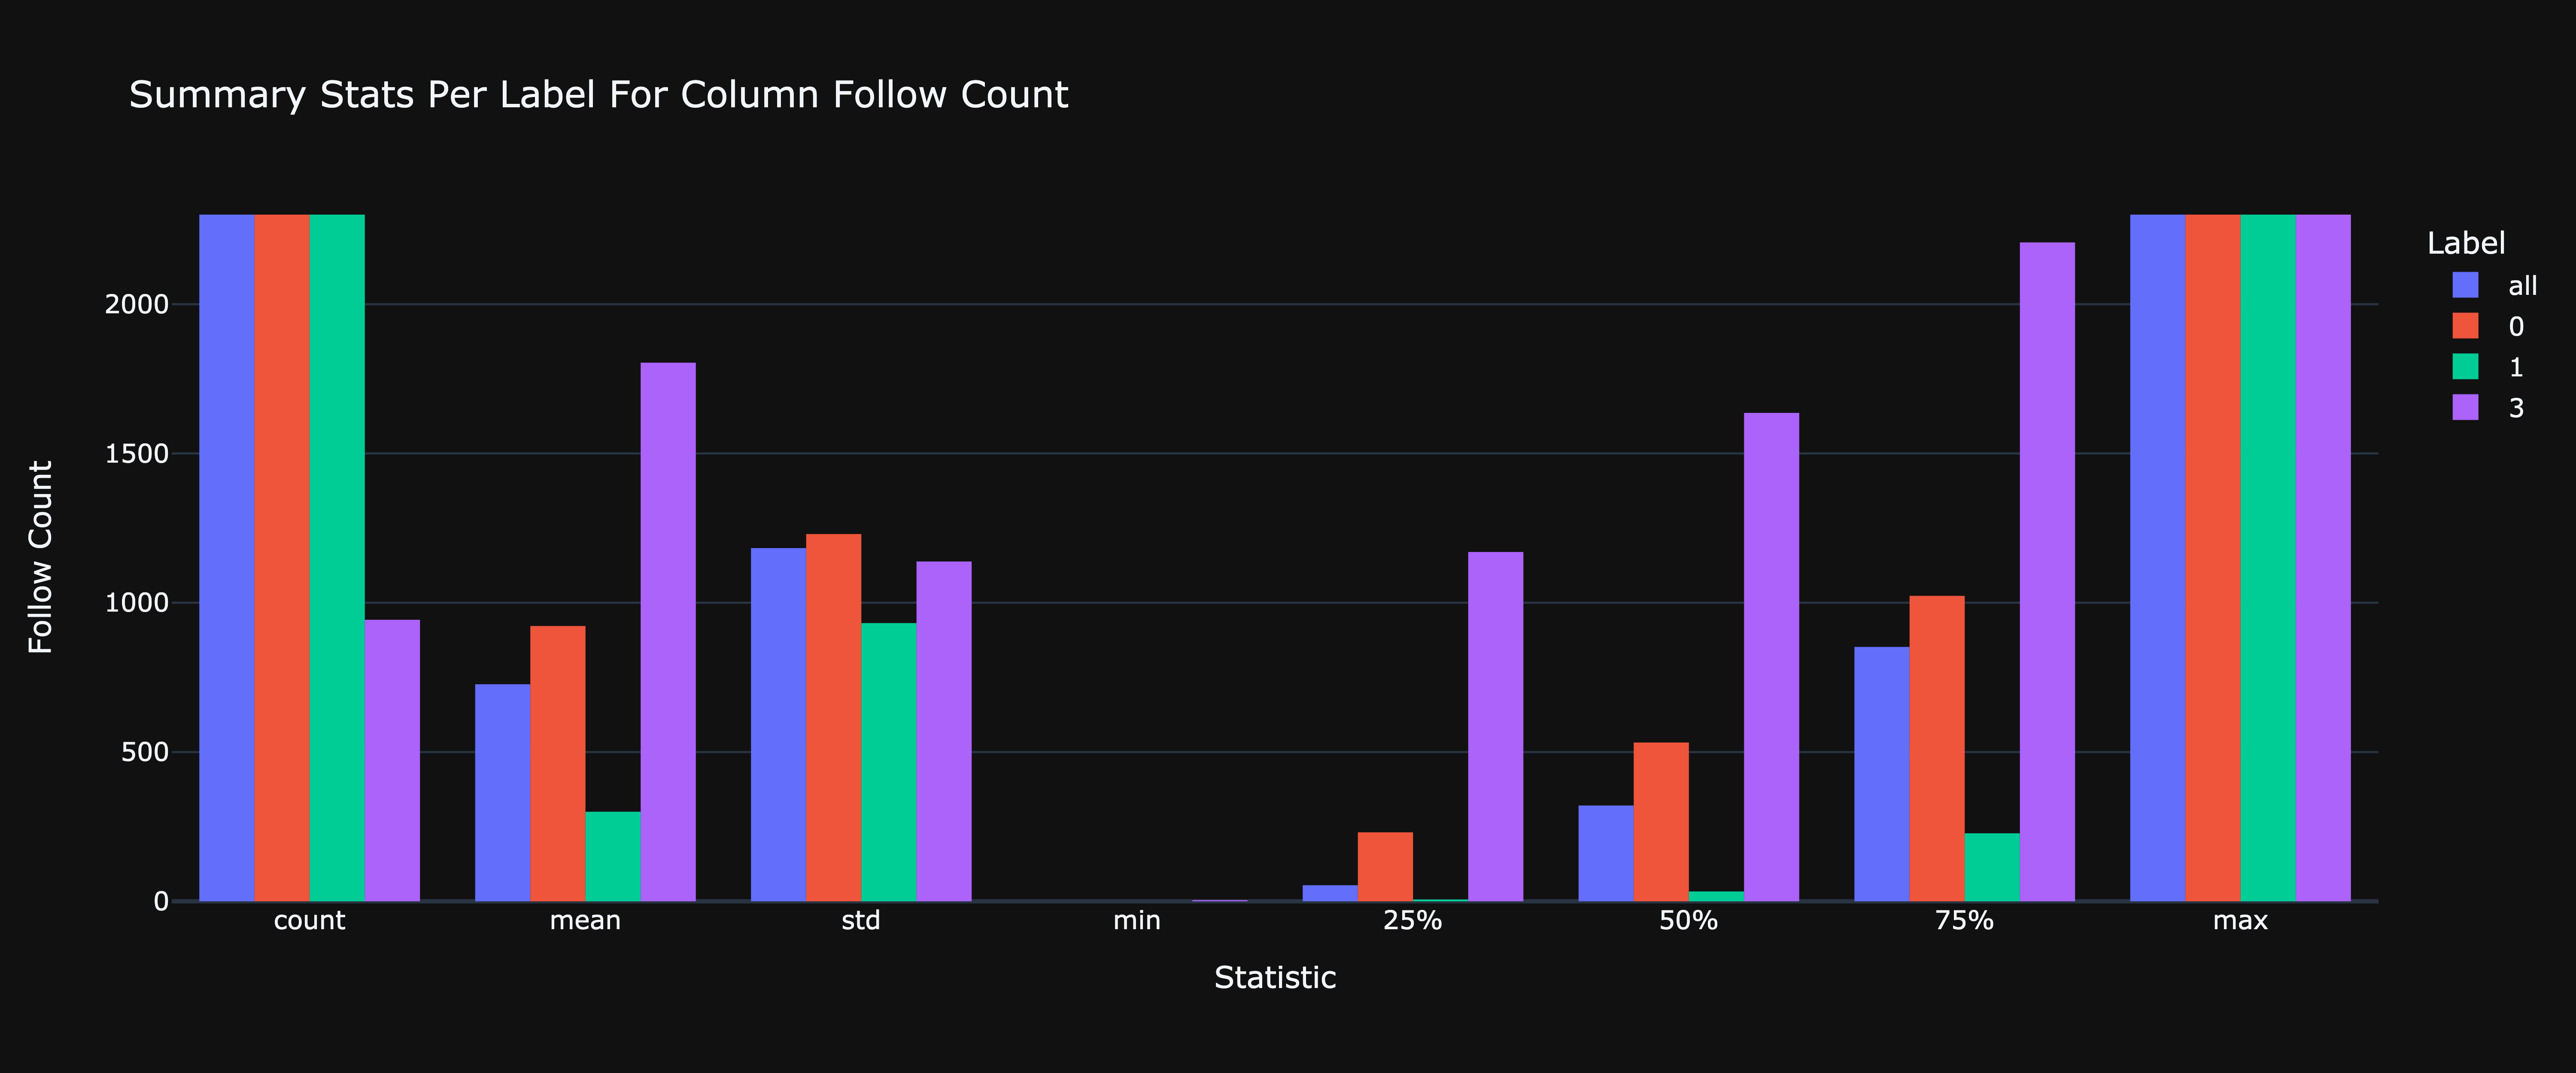 Summary Stats Per Label For Column Follow Count
Follow Count
2000
1500
1000
500
0
count
mean
std
min
25%
50%
75%
max
Statistic
Label
all
0
1
3